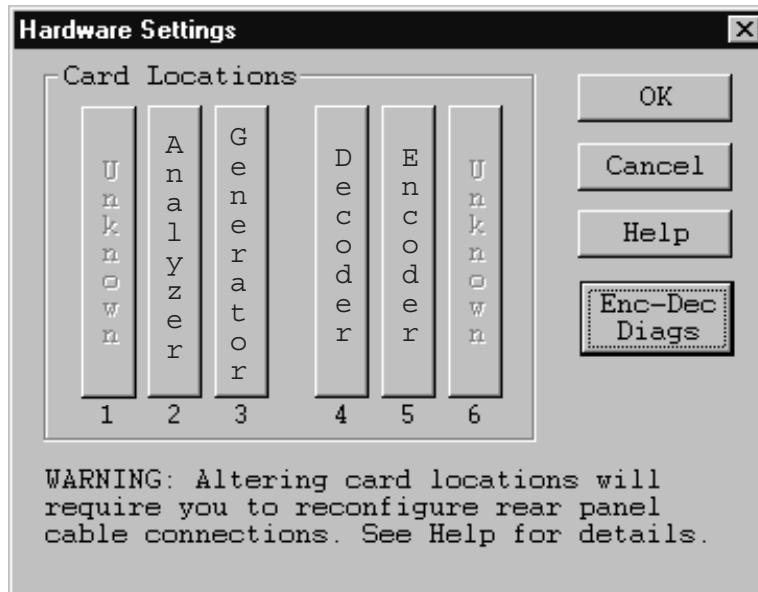 Hardware Settings
Card Locations
Unknown
Analyzer
Generator
Decoder
Encoder
Unknown
1 2 3 4 5 6
OK
Cancel
Help
Enc-Dec
Diags
WARNING: Altering card locations will
require you to reconfigure rear panel
cable connections. See Help for details.